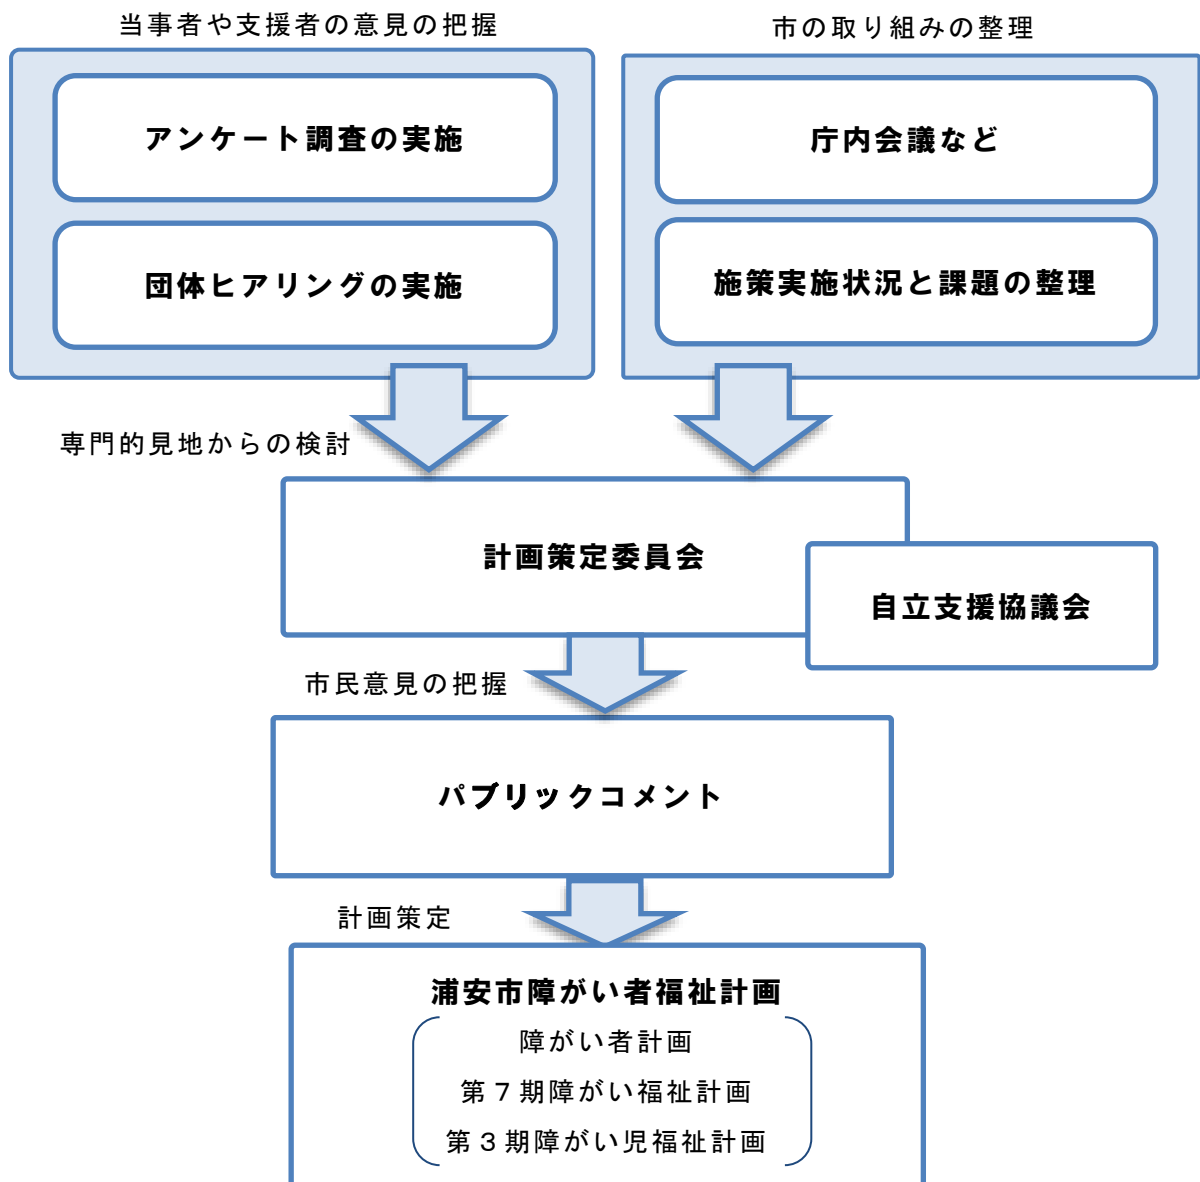 当事者や支援者の意見の把握
市の取り組みの整理
アンケート調査の実施
庁内会議など
団体ヒアリングの実施
施策実施状況と課題の整理
専門的見地からの検討
計画策定委員会
自立支援協議会
市民意見の把握
パブリックコメント
計画策定
浦安市障がい者福祉計画
障がい者計画
第７期障がい福祉計画
第３期障がい児福祉計画